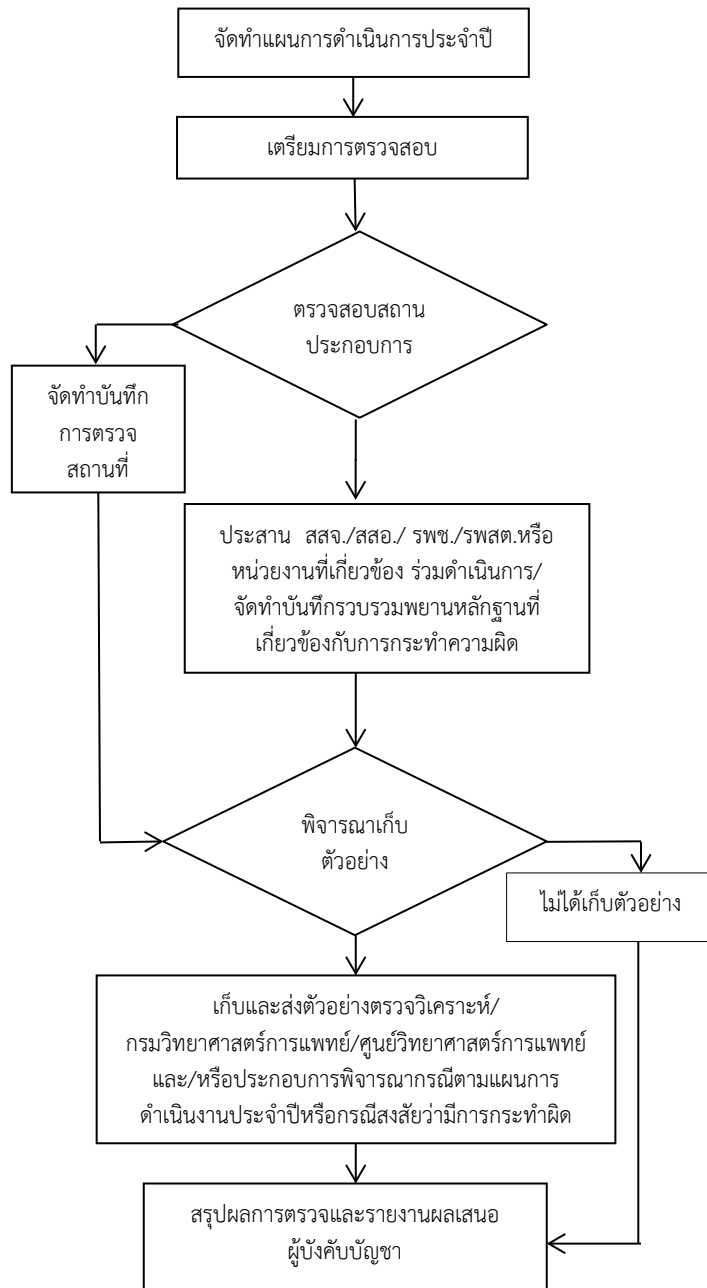 จัดทำแผนการดำเนินการประจำปี
เตรียมการตรวจสอบ
ตรวจสอบสถาน
ประกอบการ
จัดทำบันทึก
การตรวจ
สถานที่
ประสาน สสจ./สสอ./ รพช./รพสต.หรือ
หน่วยงานที่เกี่ยวข้อง ร่วมดำเนินการ/
จัดทำบันทึกรวบรวมพยานหลักฐานที่
เกี่ยวข้องกับการกระทำความผิด
พิจารณาเก็บ
ตัวอย่าง
ไม่ได้เก็บตัวอย่าง
เก็บและส่งตัวอย่างตรวจวิเคราะห์/
กรมวิทยาศาสตร์การแพทย์/ศูนย์วิทยาศาสตร์การแพทย์
และ/หรือประกอบการพิจารณากรณีตามแผนการ
ดำเนินงานประจำปีหรือกรณีสงสัยว่ามีการกระทำผิด
สรุปผลการตรวจและรายงานผลเสนอ
ผู้บังคับบัญชา